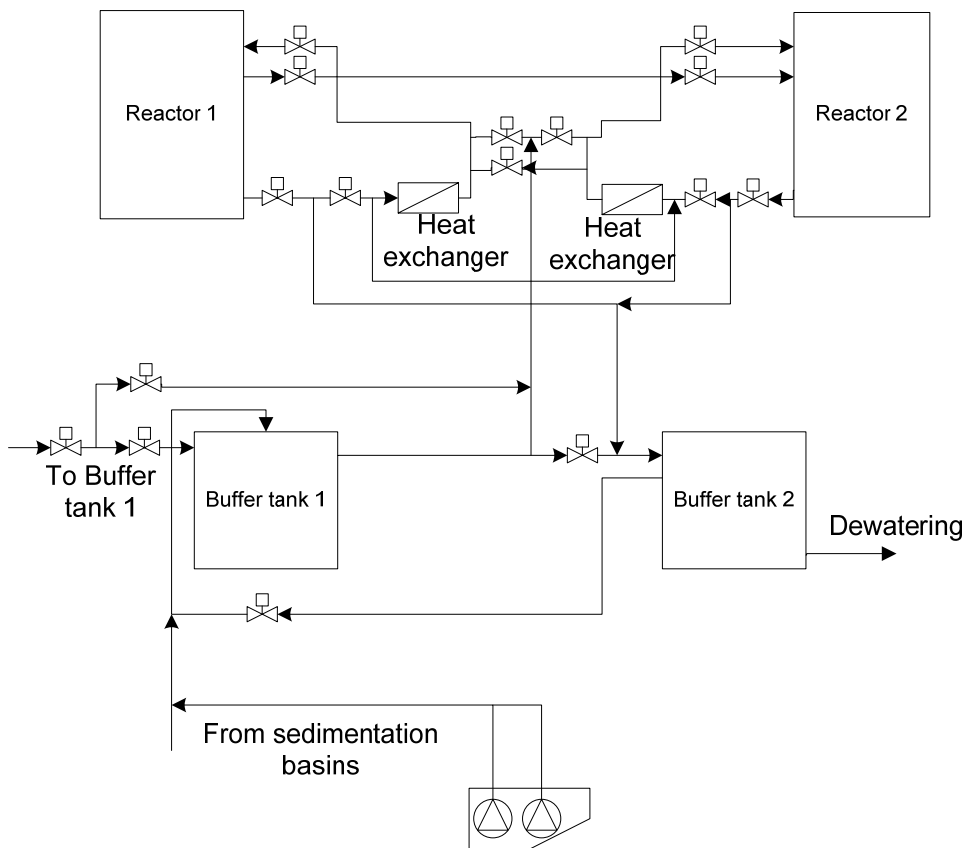 Reactor 1
Reactor 2
Heat
exchanger
Heat
exchanger
To Buffer
tank 1
Buffer tank 1
Buffer tank 2
Dewatering
From sedimentation
basins